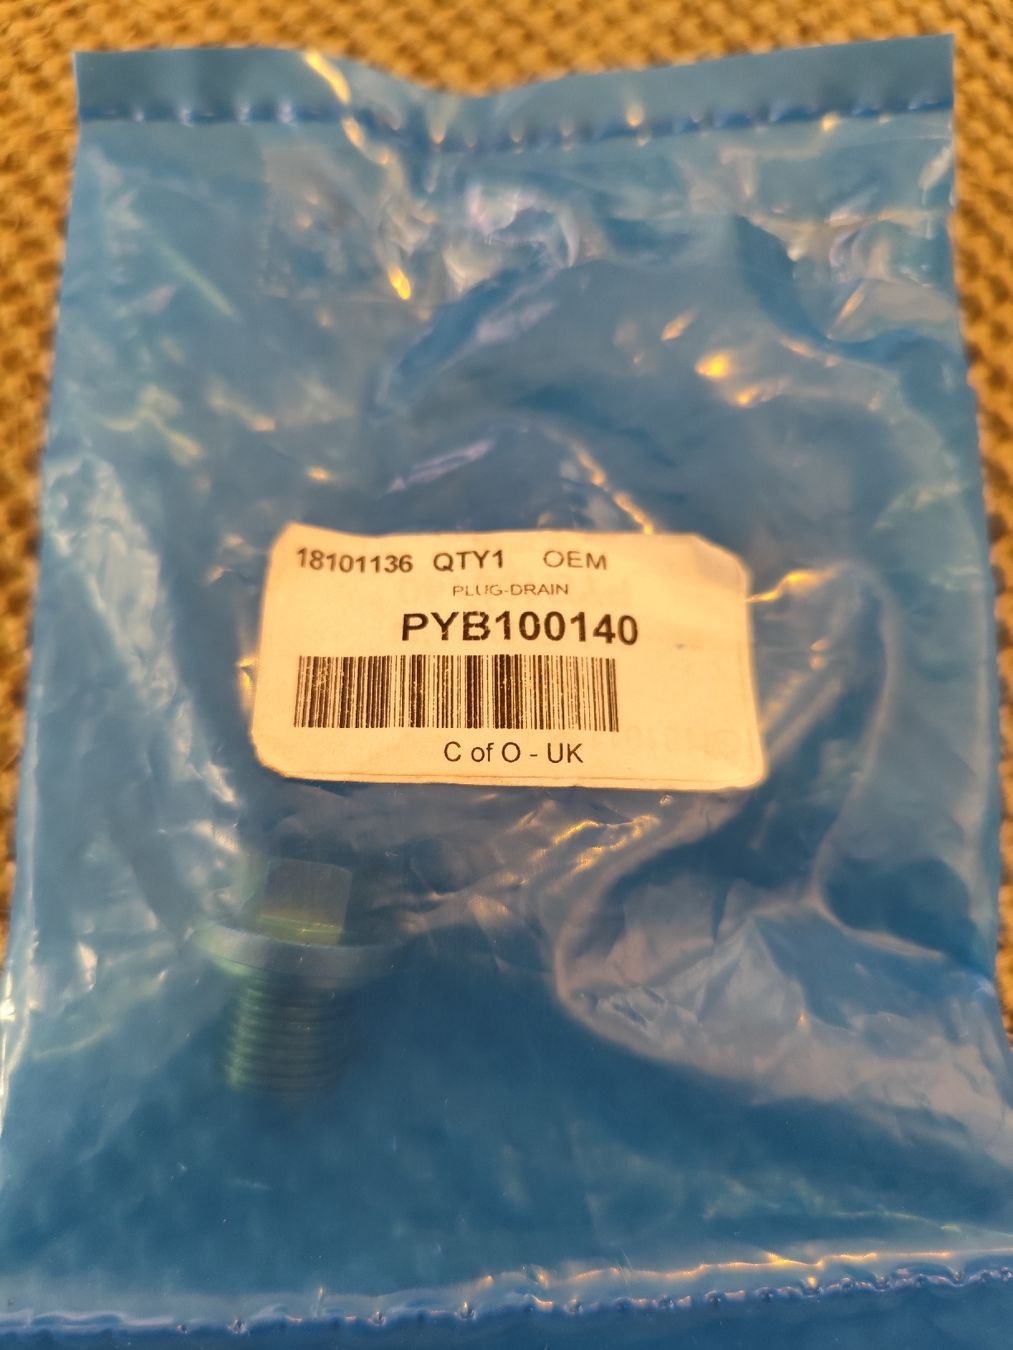 18101136 QTY1 OEM
PLUG-DRAIN
PYB100140
C of O - UK